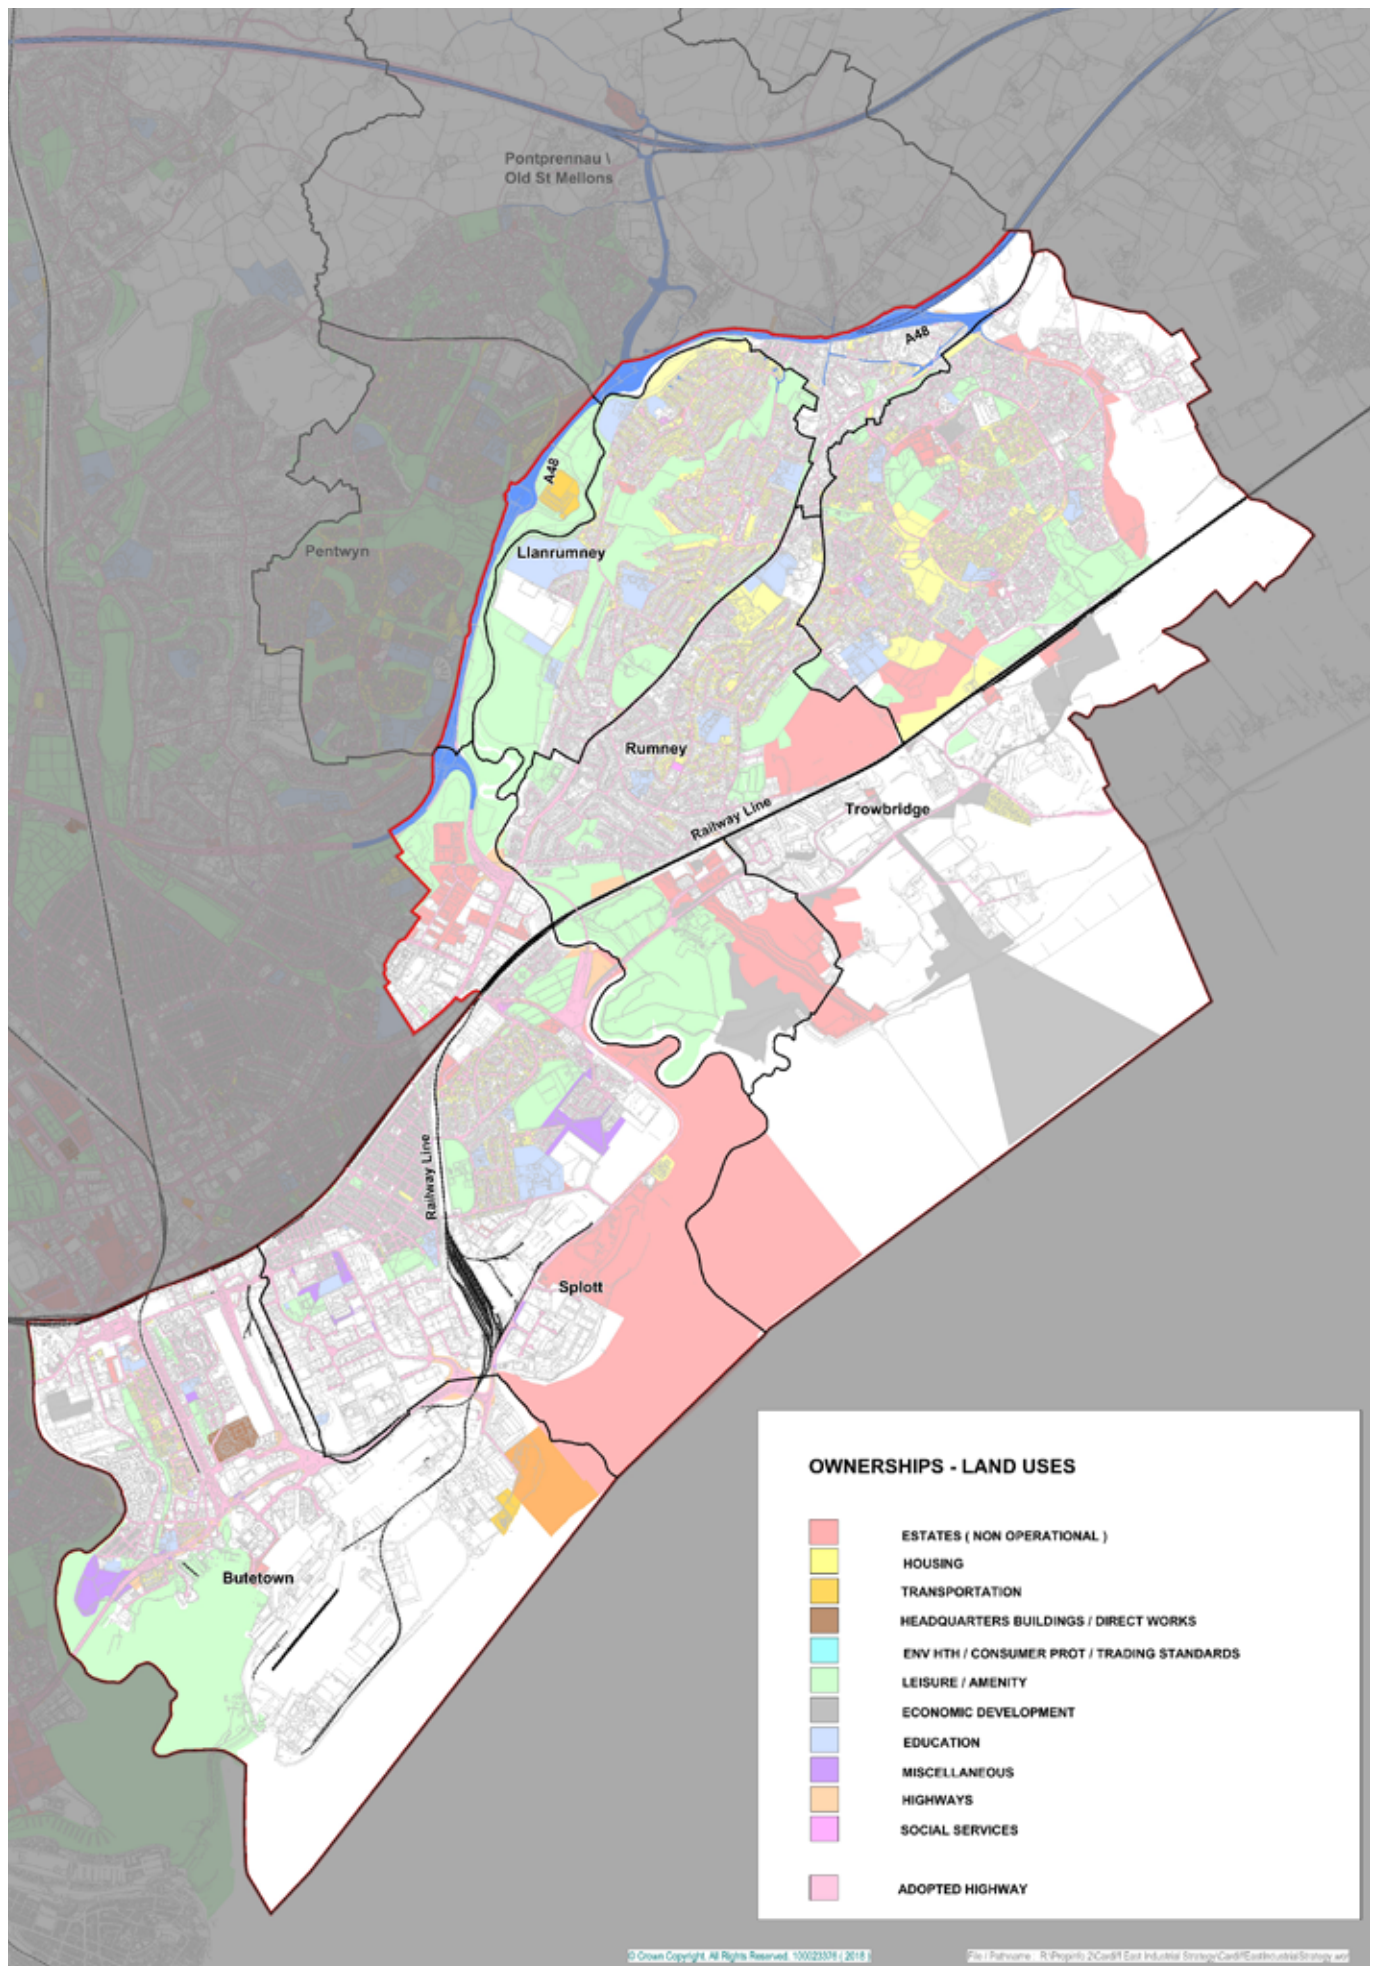 Pontprennau \
Old St Mellons
A48
A48
Pentwyn
Llanrumney
Rumney
Railway Line
Trowbridge
Railway Line
Splott
Butetown
OWNERSHIPS - LAND USES
ESTATES ( NON OPERATIONAL )
HOUSING
TRANSPORTATION
HEADQUARTERS BUILDINGS / DIRECT WORKS
ENV HTH / CONSUMER PROT / TRADING STANDARDS
LEISURE / AMENITY
ECONOMIC DEVELOPMENT
EDUCATION
MISCELLANEOUS
HIGHWAYS
SOCIAL SERVICES
ADOPTED HIGHWAY
© Crown Copyright. All Rights Reserved. 100023376 ( 2018 )